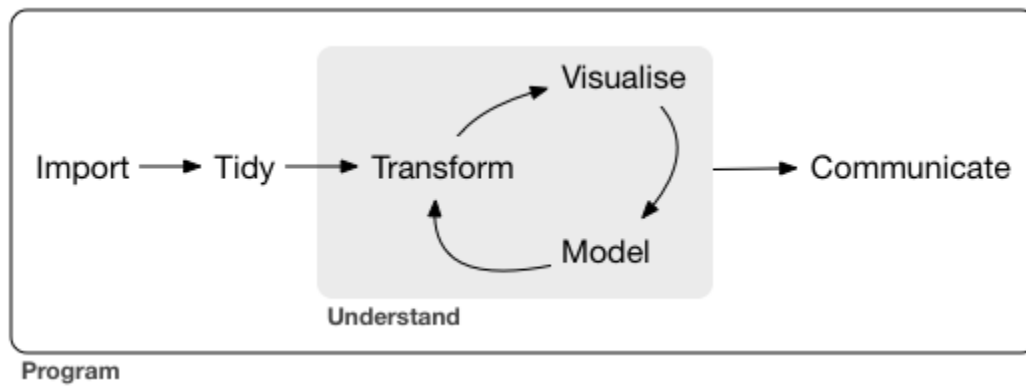 Visualise
Import Tidy Transform Communicate
Model
Understand
Program